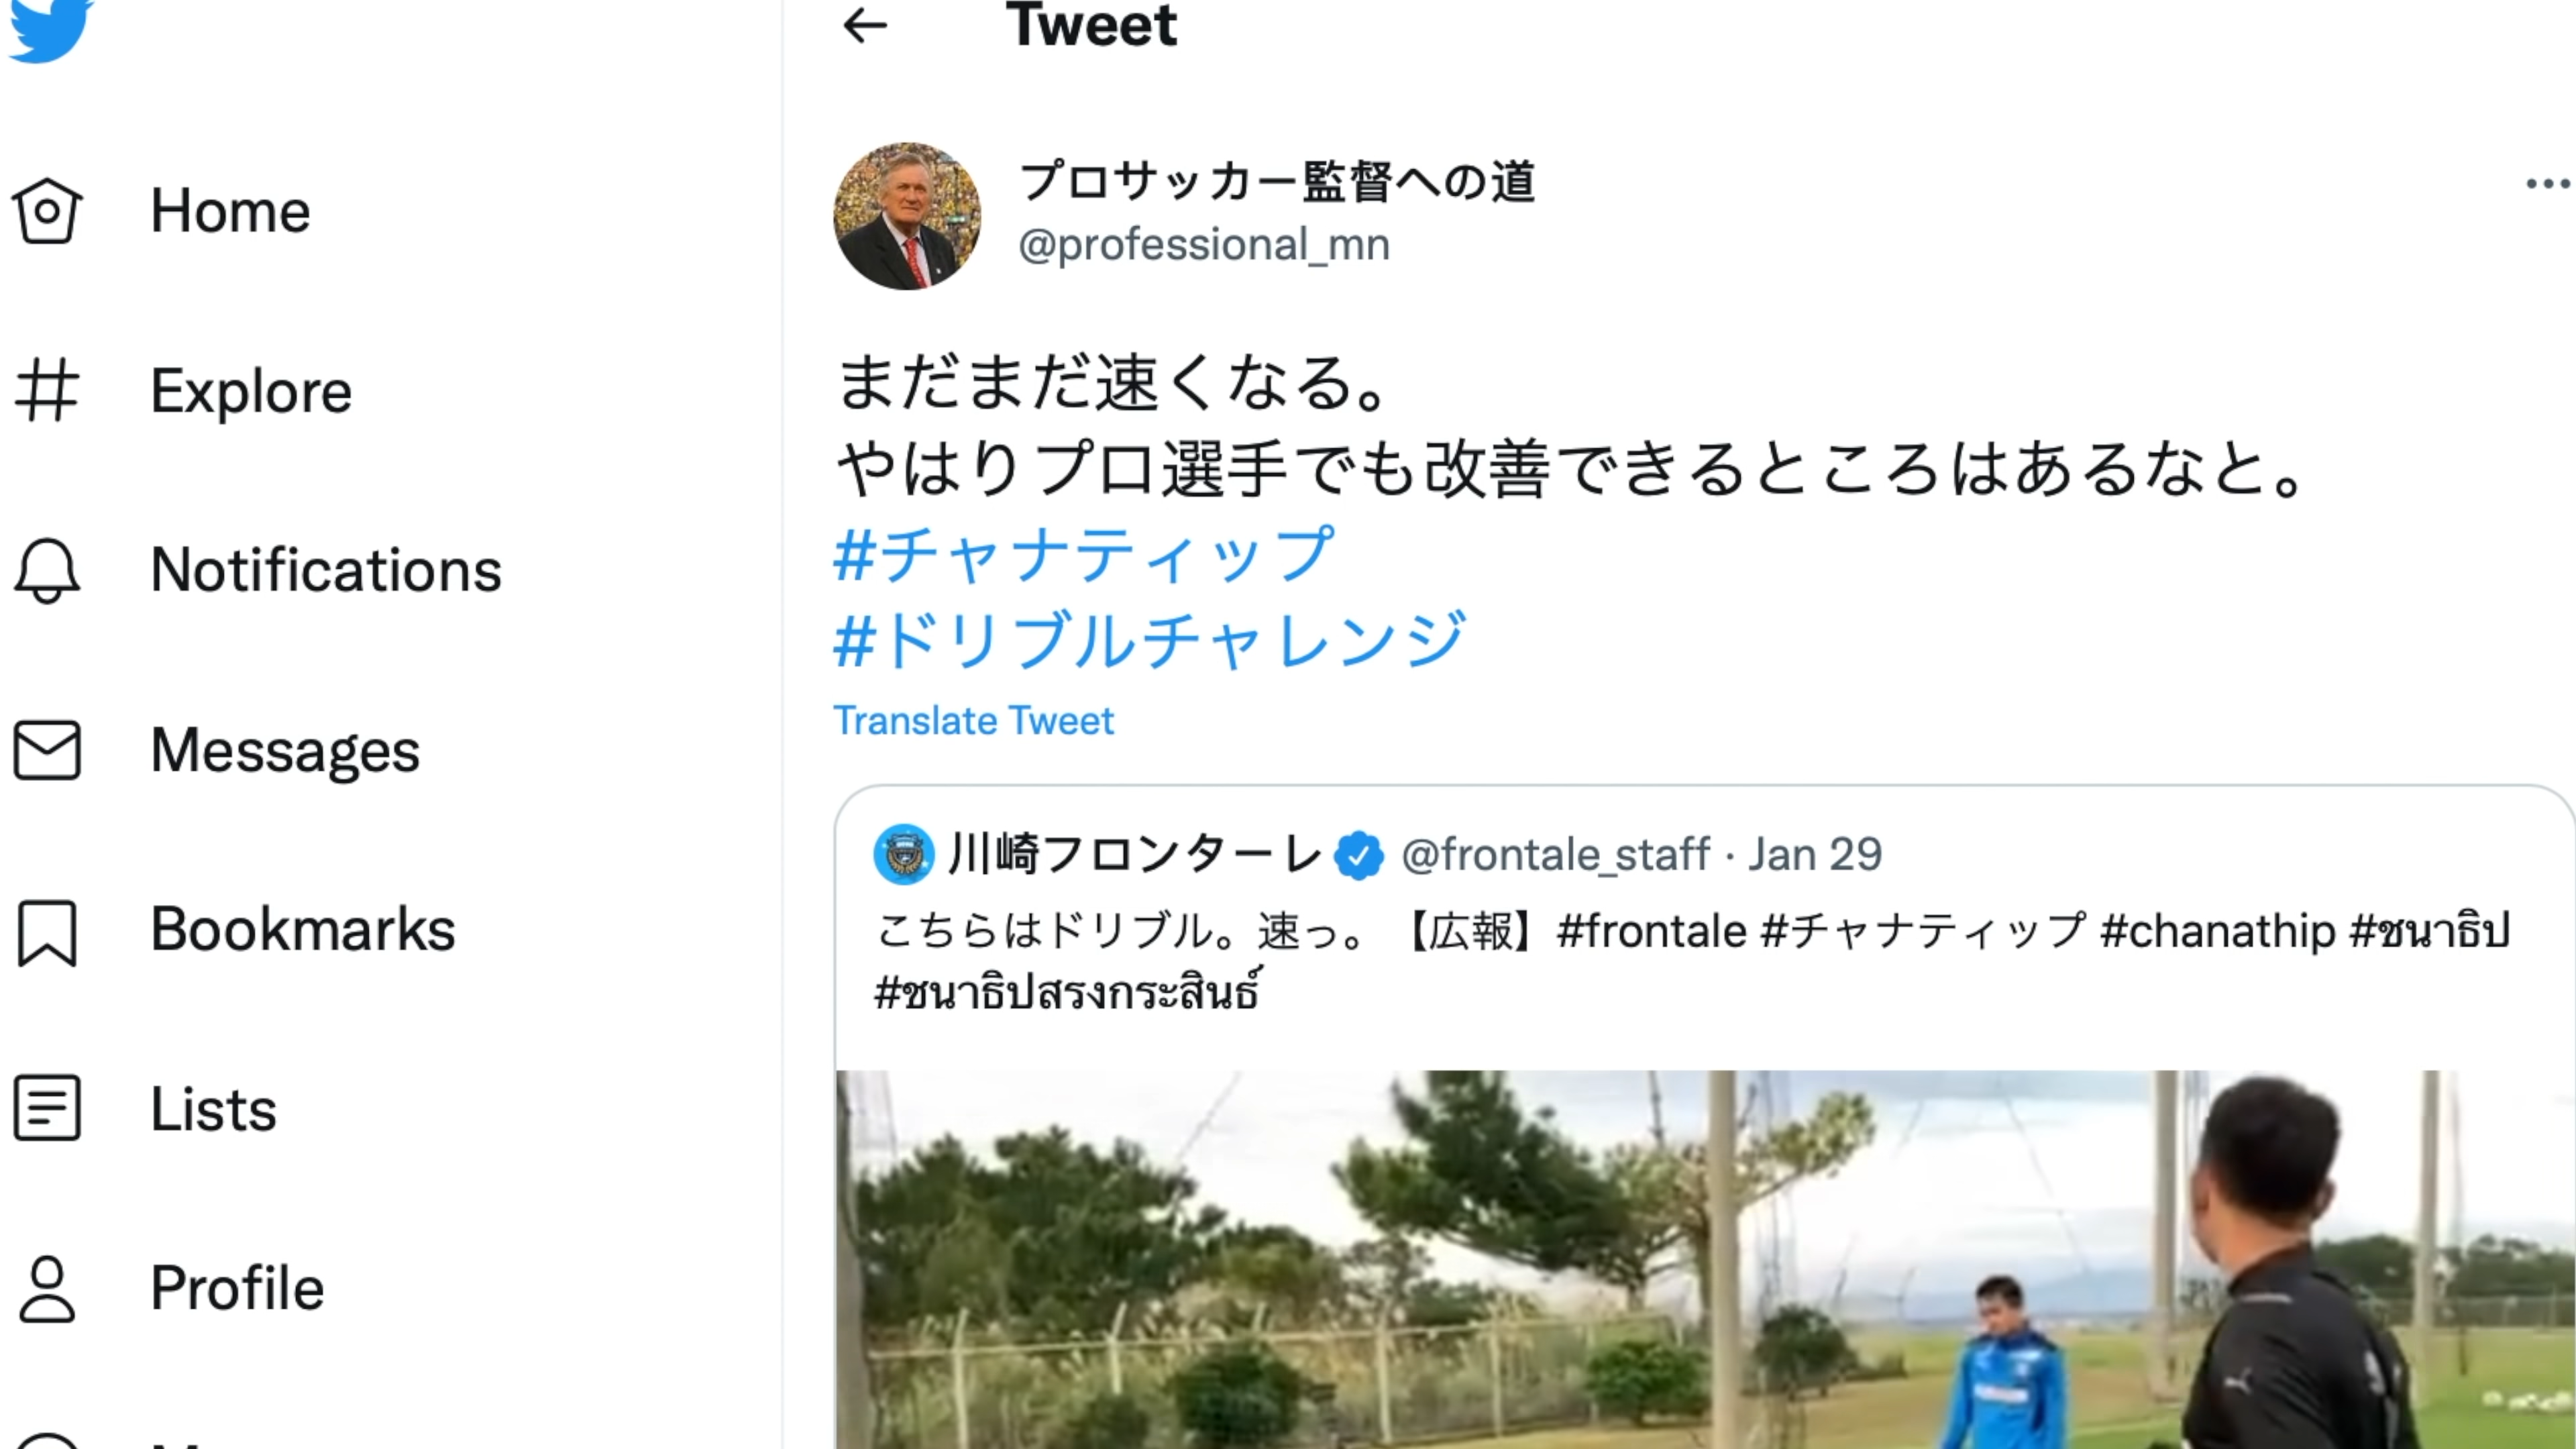 Tweet
Home
Explore
Notifications
Messages
Bookmarks
Lists
Profile
プロサッカー監督への道
@professional_mn
まだまだ速くなる。
やはりプロ選手でも改善できるところはあるなと。
#チャナティップ
#ドリブルチャレンジ
Translate Tweet
川崎フロンターレ @frontale_staff · Jan 29
こちらはドリブル。速っ。【広報】#frontale #チャナティップ #chanathip #ชนาธิป
#ชนาธิปสรงกระสินธ์